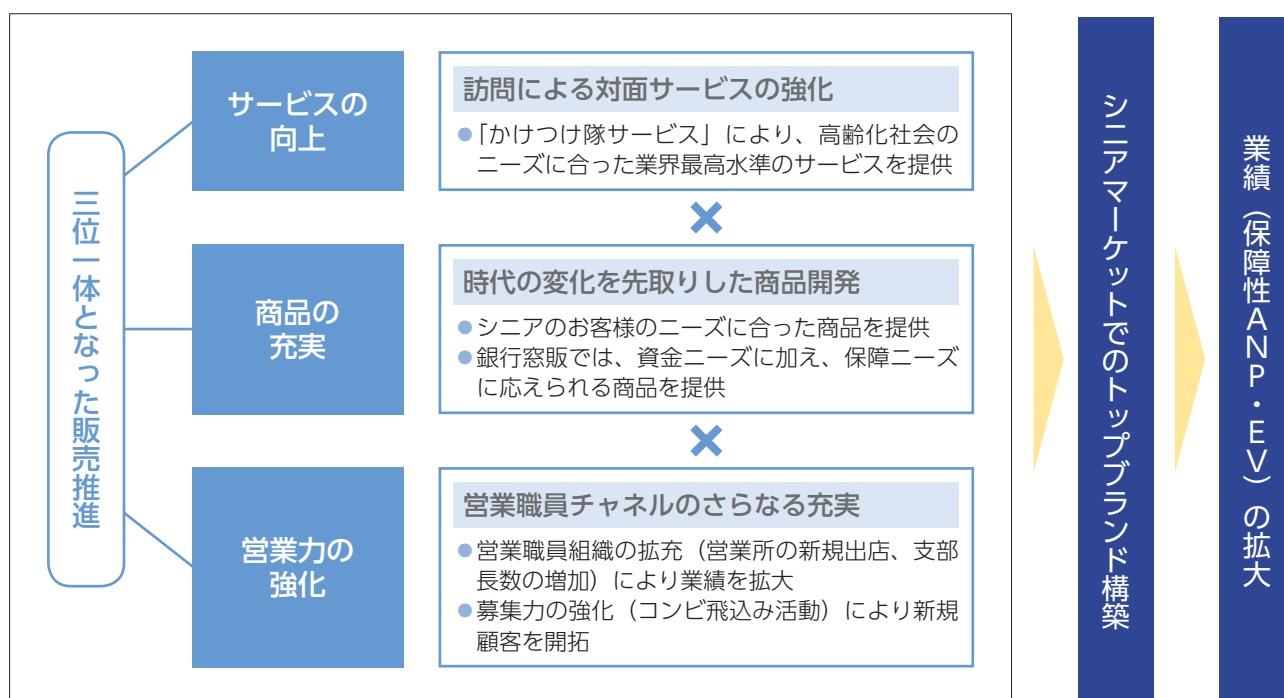 三位一体となった販売推進
サービスの
向上
訪問による対面サービスの強化
●「かけつけ隊サービス」により、高齢化社会の
ニーズに合った業界最高水準のサービスを提供
×
商品の
充実
時代の変化を先取りした商品開発
●シニアのお客様のニーズに合った商品を提供
●銀行窓販では、資金ニーズに加え、保障ニーズ
に応えられる商品を提供
×
営業力の
強化
営業職員チャネルのさらなる充実
●営業職員組織の拡充（営業所の新規出店、支部
長数の増加）により業績を拡大
●募集力の強化（コンビ飛込み活動）により新規
顧客を開拓
シニアマーケットでのトップブランド構築
業績（保障性ANP・EV）の拡大